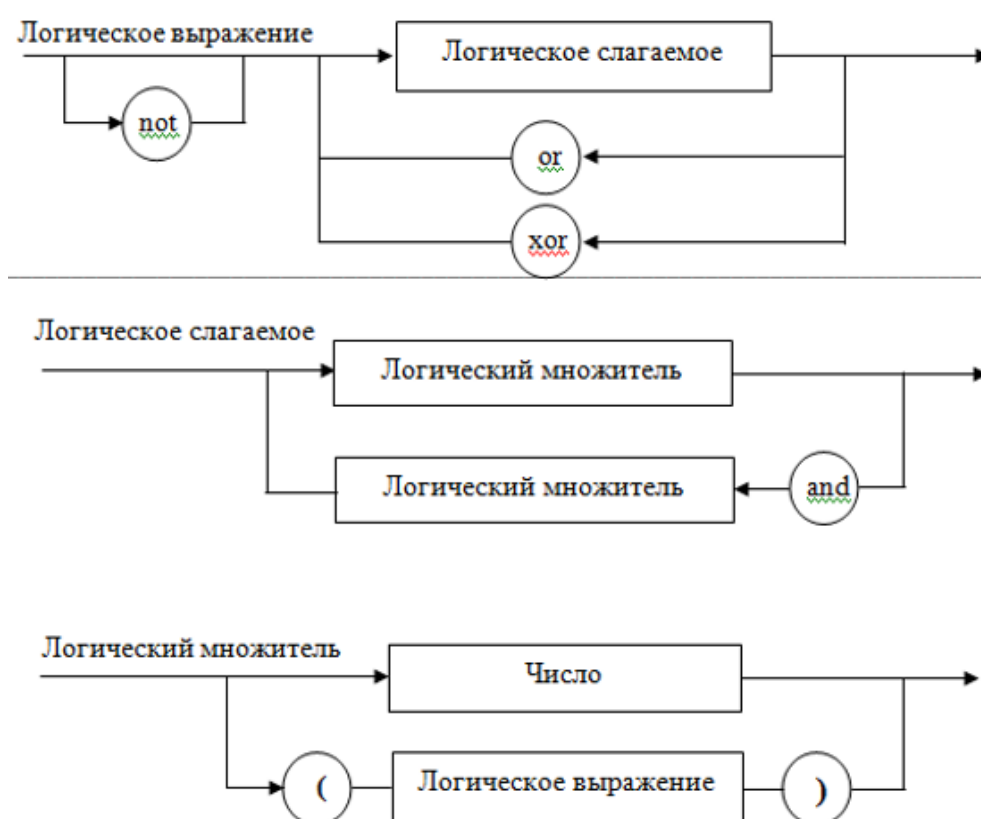 Логическое выражение
Логическое слагаемое
not
or
xor
Логическое слагаемое
Логический множитель
Логический множитель
and
Логический множитель
Число
(
Логическое выражение
)